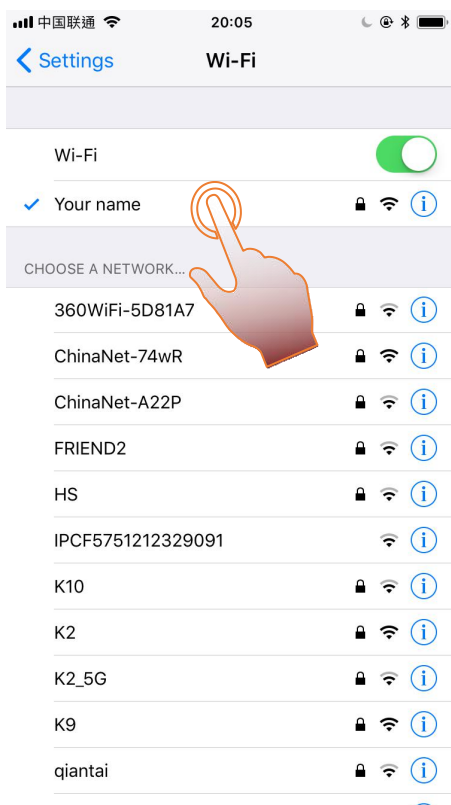 中国联通 20:05
Settings Wi-Fi
Wi-Fi
Your name
CHOOSE A NETWORK...
360WiFi-5D81A7
ChinaNet-74wR
ChinaNet-A22P
FRIEND2
HS
IPCF5751212329091
K10
K2
K2_5G
K9
qiantai